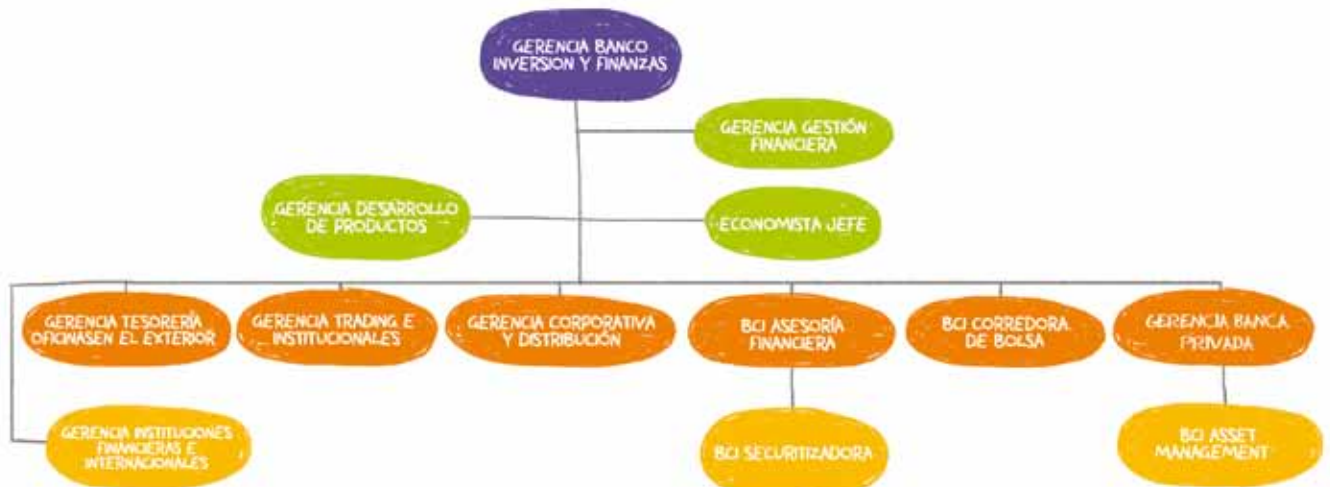 GERENCIA BANCO
INVERSION Y FINANZAS
GERENCIA GESTIÓN
FINANCIERA
GERENCIA DESARROLLO
DE PRODUCTOS
ECONOMISTA JEFE
GERENCIA TESORERÍA
OFICINASEN EL EXTERIOR
GERENCIA TRADING E
INSTITUCIONALES
GERENCIA CORPORATIVA
Y DISTRIBUCIÓN
BCI ASESORÍA
FINANCIERA
BCI CORREDORA
DE BOLSA
GERENCIA BANCA
PRIVADA
GERENCIA INSTITUCIONES
FINANCIERAS E
INTERNACIONALES
BCI SECURITIZADORA
BCI ASSET
MANAGEMENT